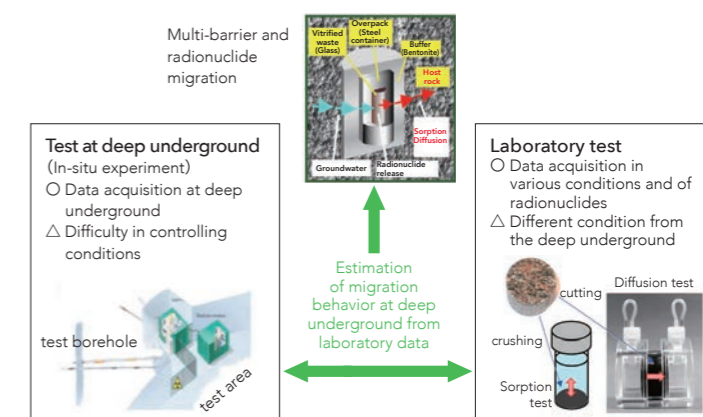 Multi-barrier and
radionuclide
migration
Vitrified
waste
(Glass)
Overpack
(Steel
container)
Buffer
(Bentonite)
Host
rock
Sorption
Diffusion
Groundwater
Radionuclide
release
Test at deep underground
(In-situ experiment)
○ Data acquisition at deep
underground
△ Difficulty in controlling
conditions
test borehole
test area
Estimation
of migration
behavior at deep
underground from
laboratory data
Laboratory test
○ Data acquisition in
various conditions and of
radionuclides
△ Different condition from
the deep underground
cutting
Diffusion test
crushing
Sorption
test